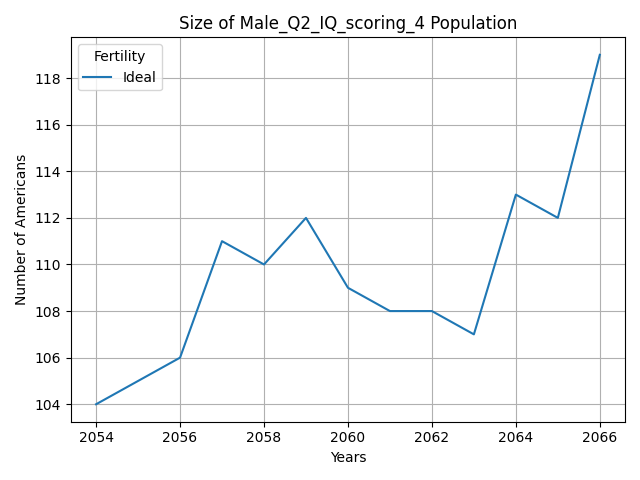 Size of Male_Q2_IQ_scoring_4 Population
Fertility
Ideal
Number of Americans
118
116
114
112
110
108
106
104
2054 2056 2058 2060 2062 2064 2066
Years